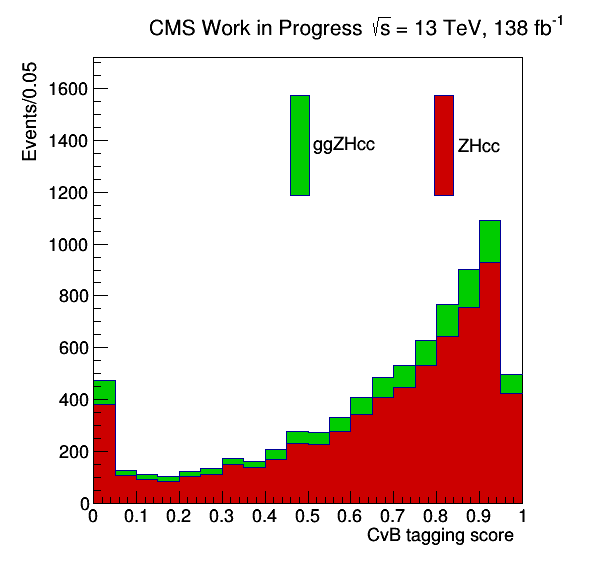 CMS Work in Progress √s = 13 TeV, 138 fb⁻¹
Events/0.05
1600
1400
1200
1000
800
600
400
200
0
ggZHcc
ZHcc
0 0.1 0.2 0.3 0.4 0.5 0.6 0.7 0.8 0.9 1
CvB tagging score